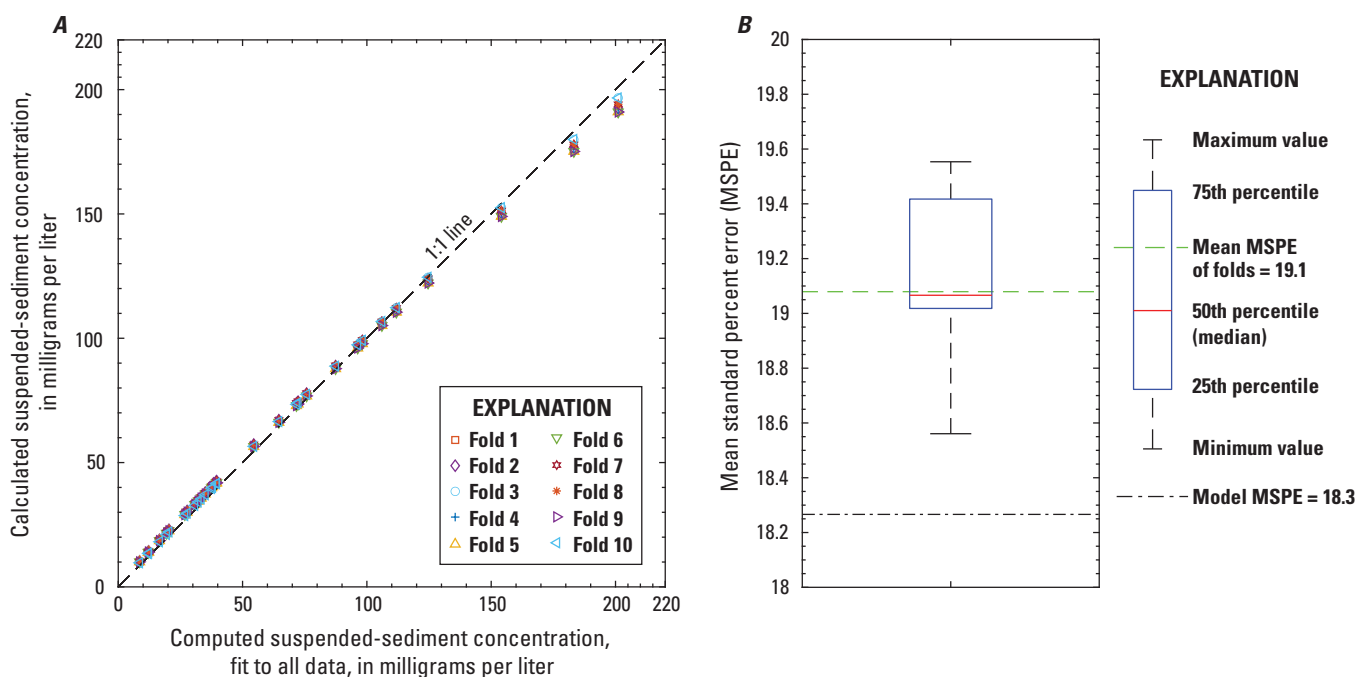 A
Calculated suspended-sediment concentration,
in milligrams per liter
220
200
150
100
50
0
0
50
100
150
200
220
1:1 line
EXPLANATION
Fold 1
Fold 2
Fold 3
Fold 4
Fold 5
Fold 6
Fold 7
Fold 8
Fold 9
Fold 10
Computed suspended-sediment concentration,
fit to all data, in milligrams per liter
B
Mean standard percent error (MSPE)
20
19.8
19.6
19.4
19.2
19
18.8
18.6
18.4
18.2
18
EXPLANATION
Maximum value
75th percentile
Mean MSPE
of folds = 19.1
50th percentile
(median)
25th percentile
Minimum value
Model MSPE = 18.3